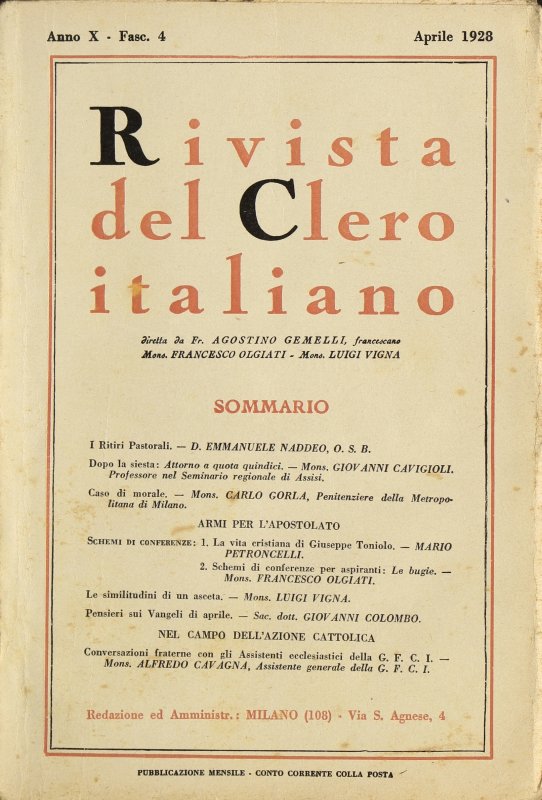 Anno X - Fasc. 4
Aprile 1928
Rivista
del Clero
italiano
diretta da Fr. AGOSTINO GEMELLI, francescano
Mons. FRANCESCO OLGIATI - Mons. LUIGI VIGNA
SOMMARIO
I Ritiri Pastorali. — D. EMMANUELE NADDEO, O. S. B.
Dopo la siesta: Attorno a quota quindici. — Mons. GIOVANNI CAVIGIOLI.
Professore nel Seminario regionale di Assisi.
Caso di morale. — Mons. CARLO GORLA, Penitenziere della Metropo-
litana di Milano.
ARMI PER L'APOSTOLATO
SCHEMI DI CONFERENZE: 1. La vita cristiana di Giuseppe Toniolo. — MARIO
PETRONCELLI.
2. Schemi di conferenze per aspiranti: Le bugie. —
Mons. FRANCESCO OLGIATI.
Le similitudini di un asceta. — Mons. LUIGI VIGNA.
Pensieri sui Vangeli di aprile. — Sac. dott. GIOVANNI COLOMBO.
NEL CAMPO DELL'AZIONE CATTOLICA
Conversazioni fraterne con gli Assistenti ecclesiastici della G. F. C. I. —
Mons. ALFREDO CAVAGNA, Assistente generale della G. F. C. I.
Redazione ed Amministr.: MILANO (108) - Via S. Agnese, 4
PUBBLICAZIONE MENSILE - CONTO CORRENTE COLLA POSTA